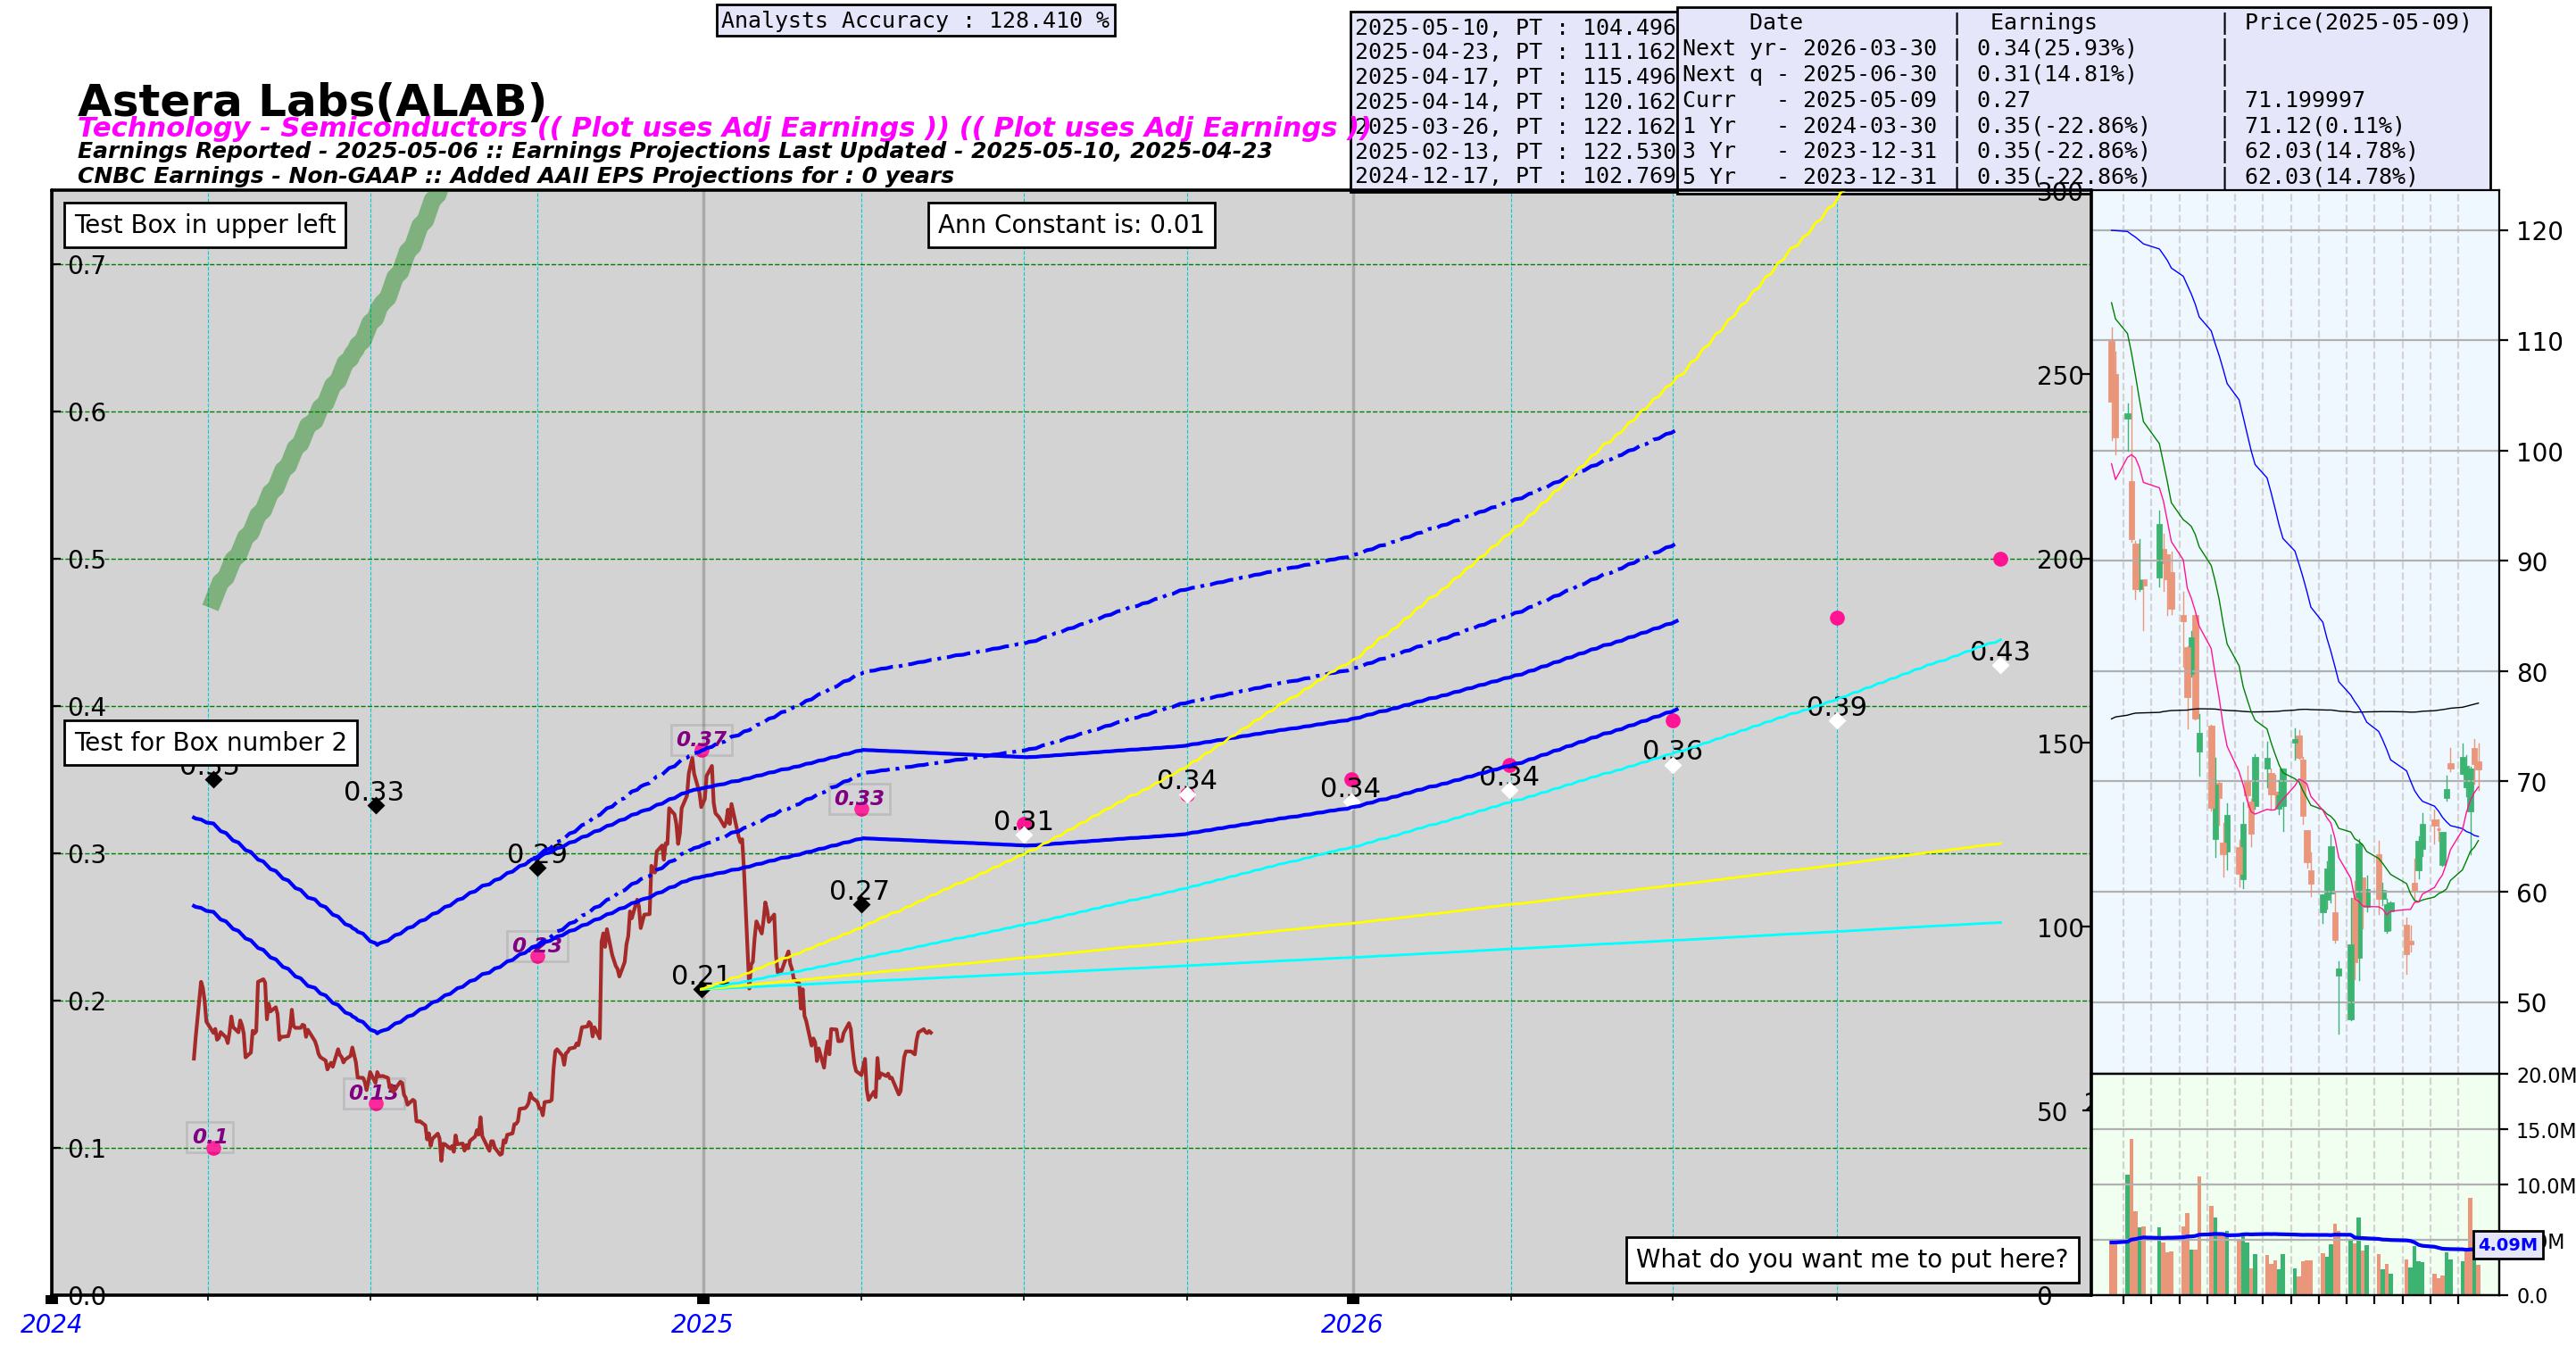 Analysts Accuracy : 128.410 %
2025-05-10, PT : 104.496
2025-04-23, PT : 111.162
2025-04-17, PT : 115.496
2025-04-14, PT : 120.162
2025-03-26, PT : 122.162
2025-02-13, PT : 122.530
2024-12-17, PT : 102.769
Date | Earnings | Price(2025-05-09)
Next yr- 2026-03-30 | 0.34(25.93%) |
Next q - 2025-06-30 | 0.31(14.81%) |
Curr - 2025-05-09 | 0.27 | 71.199997
1 Yr - 2024-03-30 | 0.35(-22.86%) | 71.12(0.11%)
3 Yr - 2023-12-31 | 0.35(-22.86%) | 62.03(14.78%)
5 Yr - 2023-12-31 | 0.35(-22.86%) | 62.03(14.78%)
Astera Labs(ALAB)
Technology - Semiconductors (( Plot uses Adj Earnings )) (( Plot uses Adj Earnings ))
Earnings Reported - 2025-05-06 :: Earnings Projections Last Updated - 2025-05-10, 2025-04-23
CNBC Earnings - Non-GAAP :: Added AAII EPS Projections for : 0 years
Test Box in upper left
Ann Constant is: 0.01
Test for Box number 2
What do you want me to put here?
0.7
0.6
0.5
0.4
0.3
0.2
0.1
0.0
0.35
0.33
0.29
0.21
0.27
0.31
0.34
0.34
0.34
0.36
0.39
0.43
0.1
0.13
0.23
0.37
0.33
300
250
200
150
100
50
0
2024
2025
2026
120
110
100
90
80
70
60
50
20.0M
15.0M
10.0M
4.09M
0.0